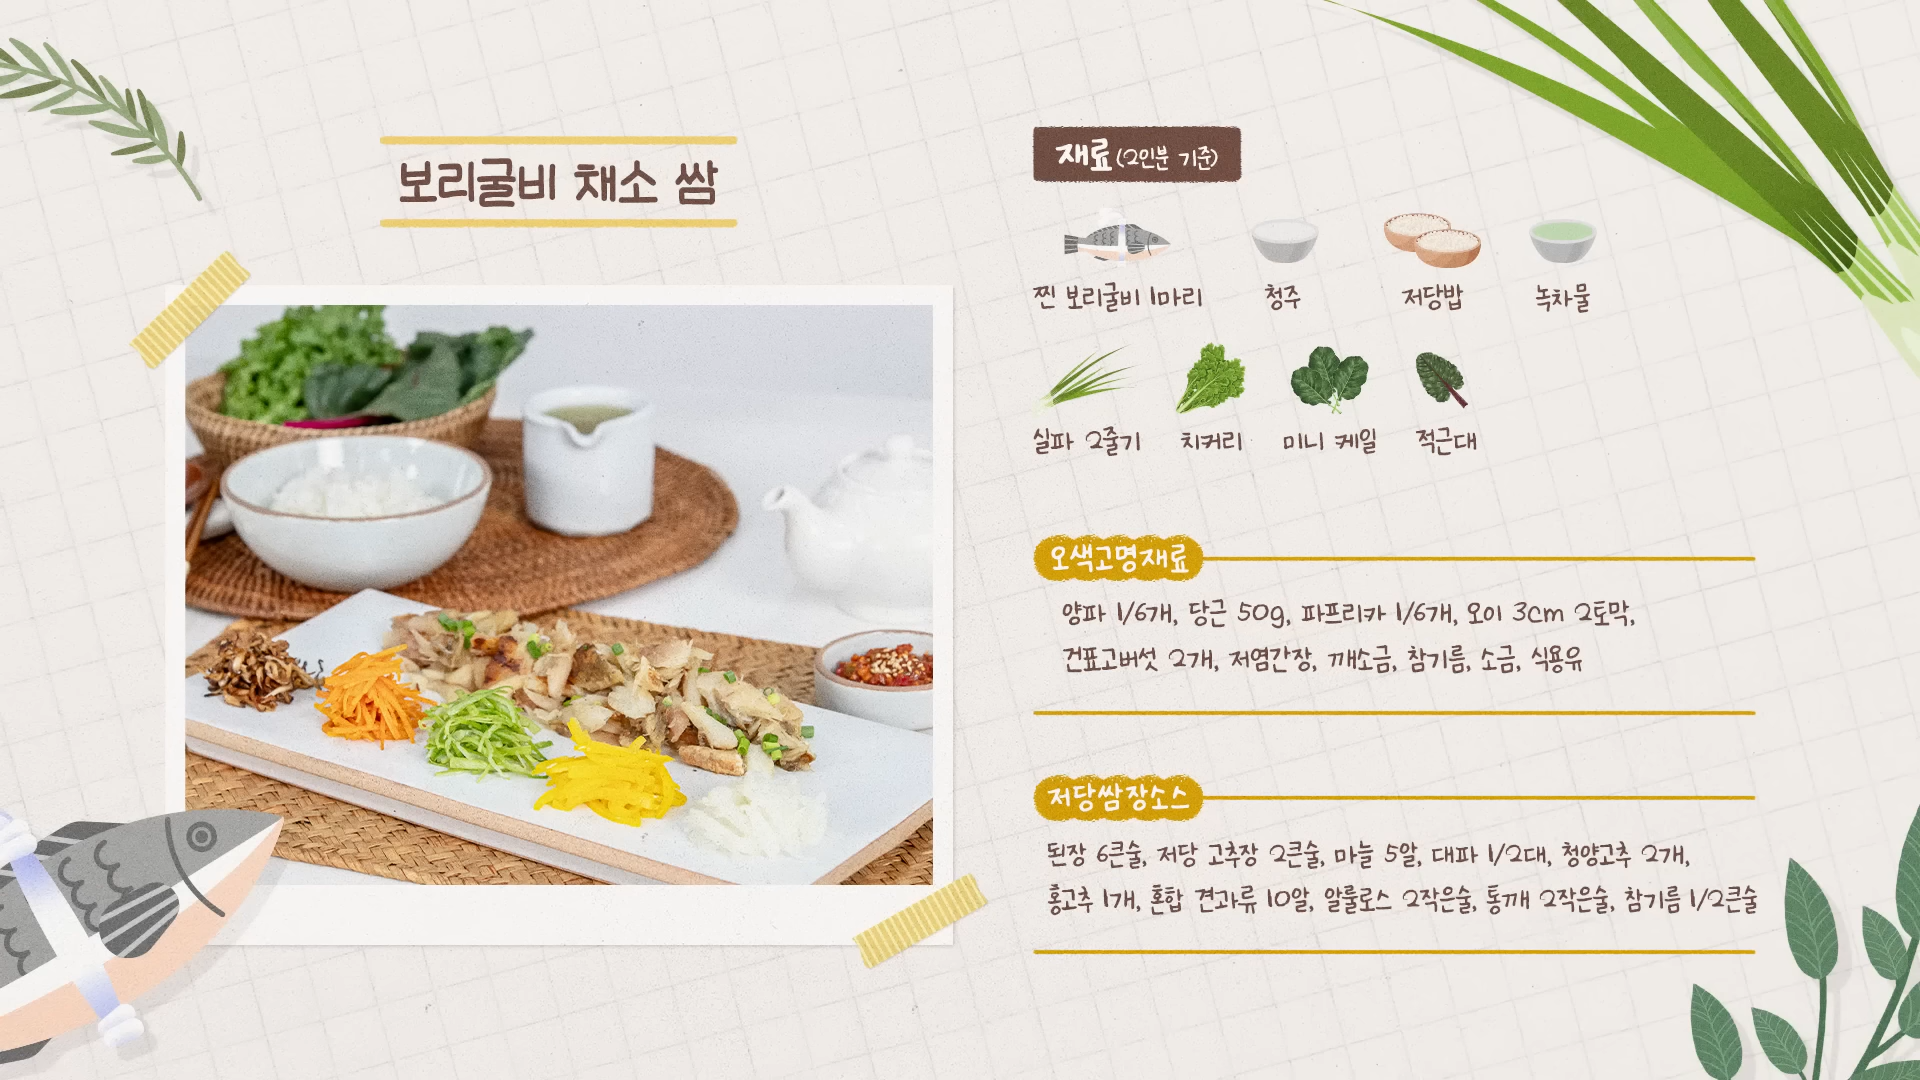 보리굴비 채소 쌈
재료 (2인분 기준)
찐 보리굴비 1마리
청주
저당밥
녹차물
실파 2줄기
치커리
미니 케일
적근대
오색고명재료
양파 1/6개, 당근 50g, 파프리카 1/6개, 오이 3cm 2토막,
건표고버섯 2개, 저염간장, 깨소금, 참기름, 소금, 식용유
저당쌈장소스
된장 6큰술, 저당 고추장 2큰술, 마늘 5알, 대파 1/2대, 청양고추 2개,
홍고추 1개, 혼합 견과류 10알, 알룰로스 2작은술, 통깨 2작은술, 참기름 1/2큰술